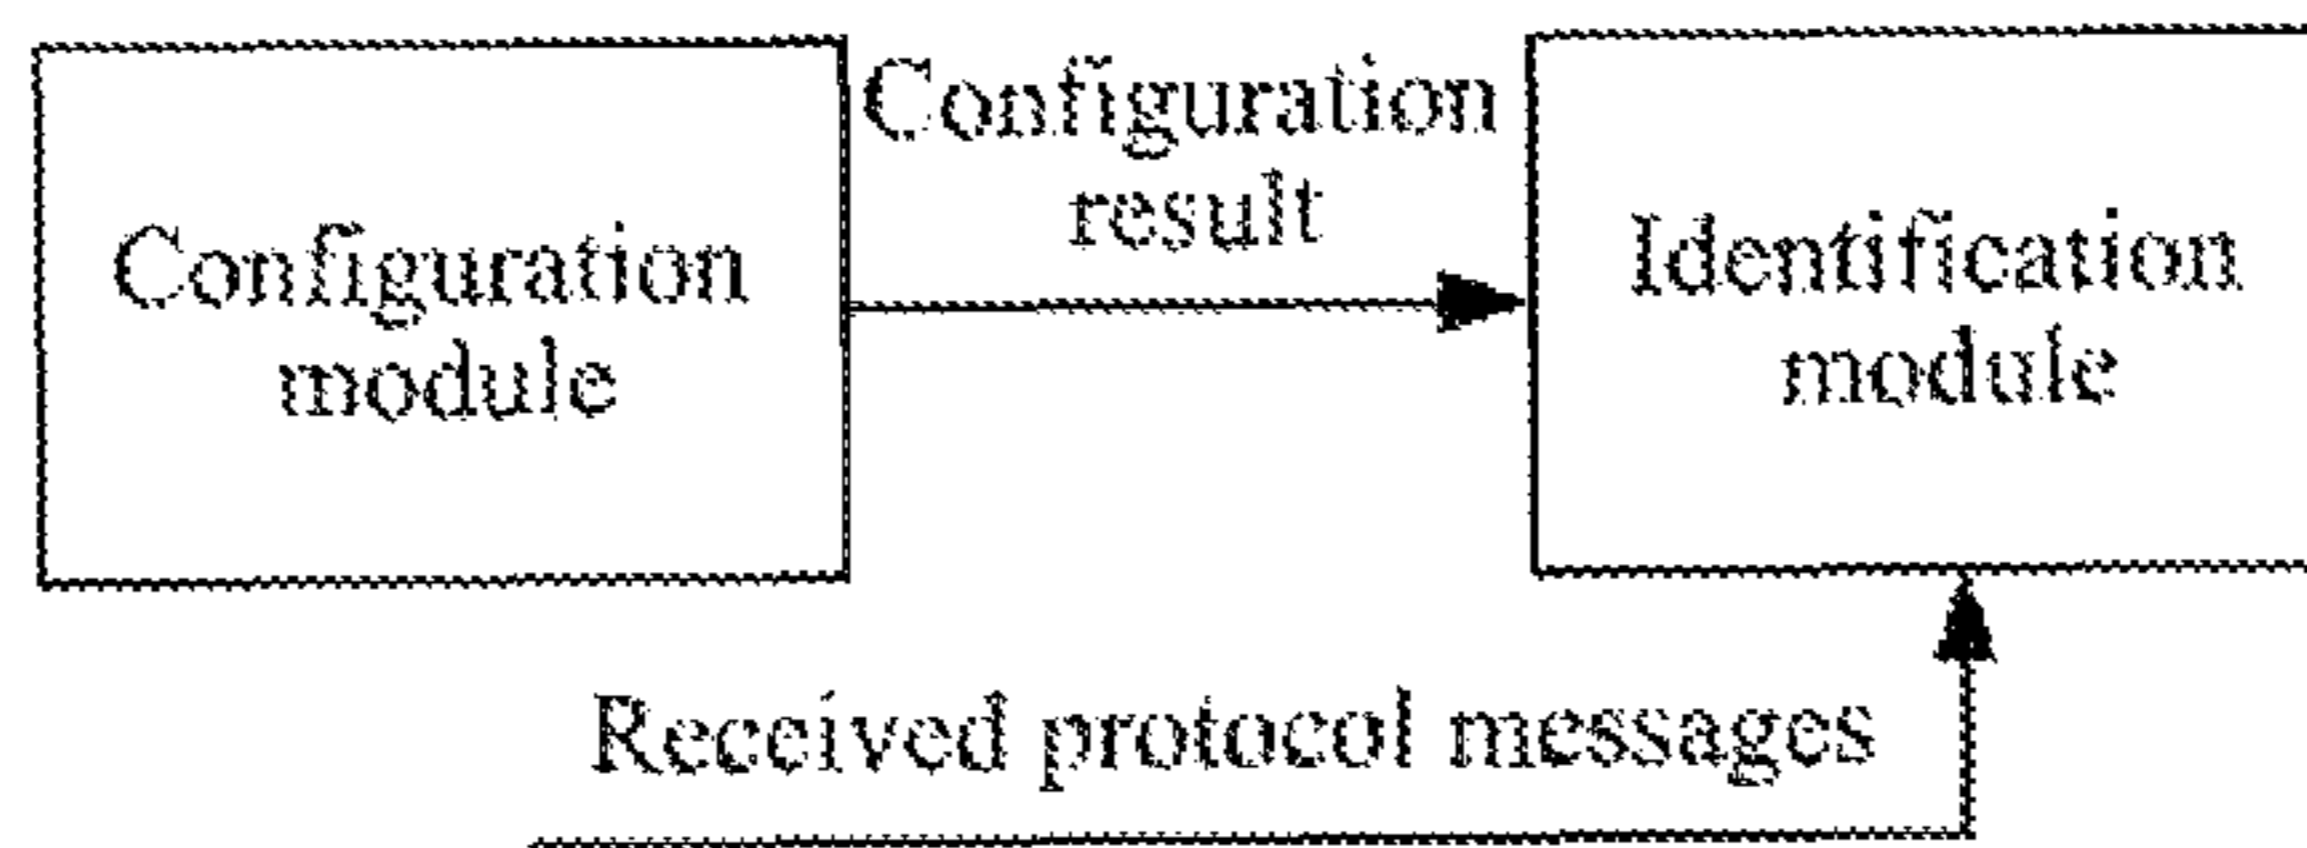 Configuration
module
Configuration
result
Identification
module
Received protocol messages